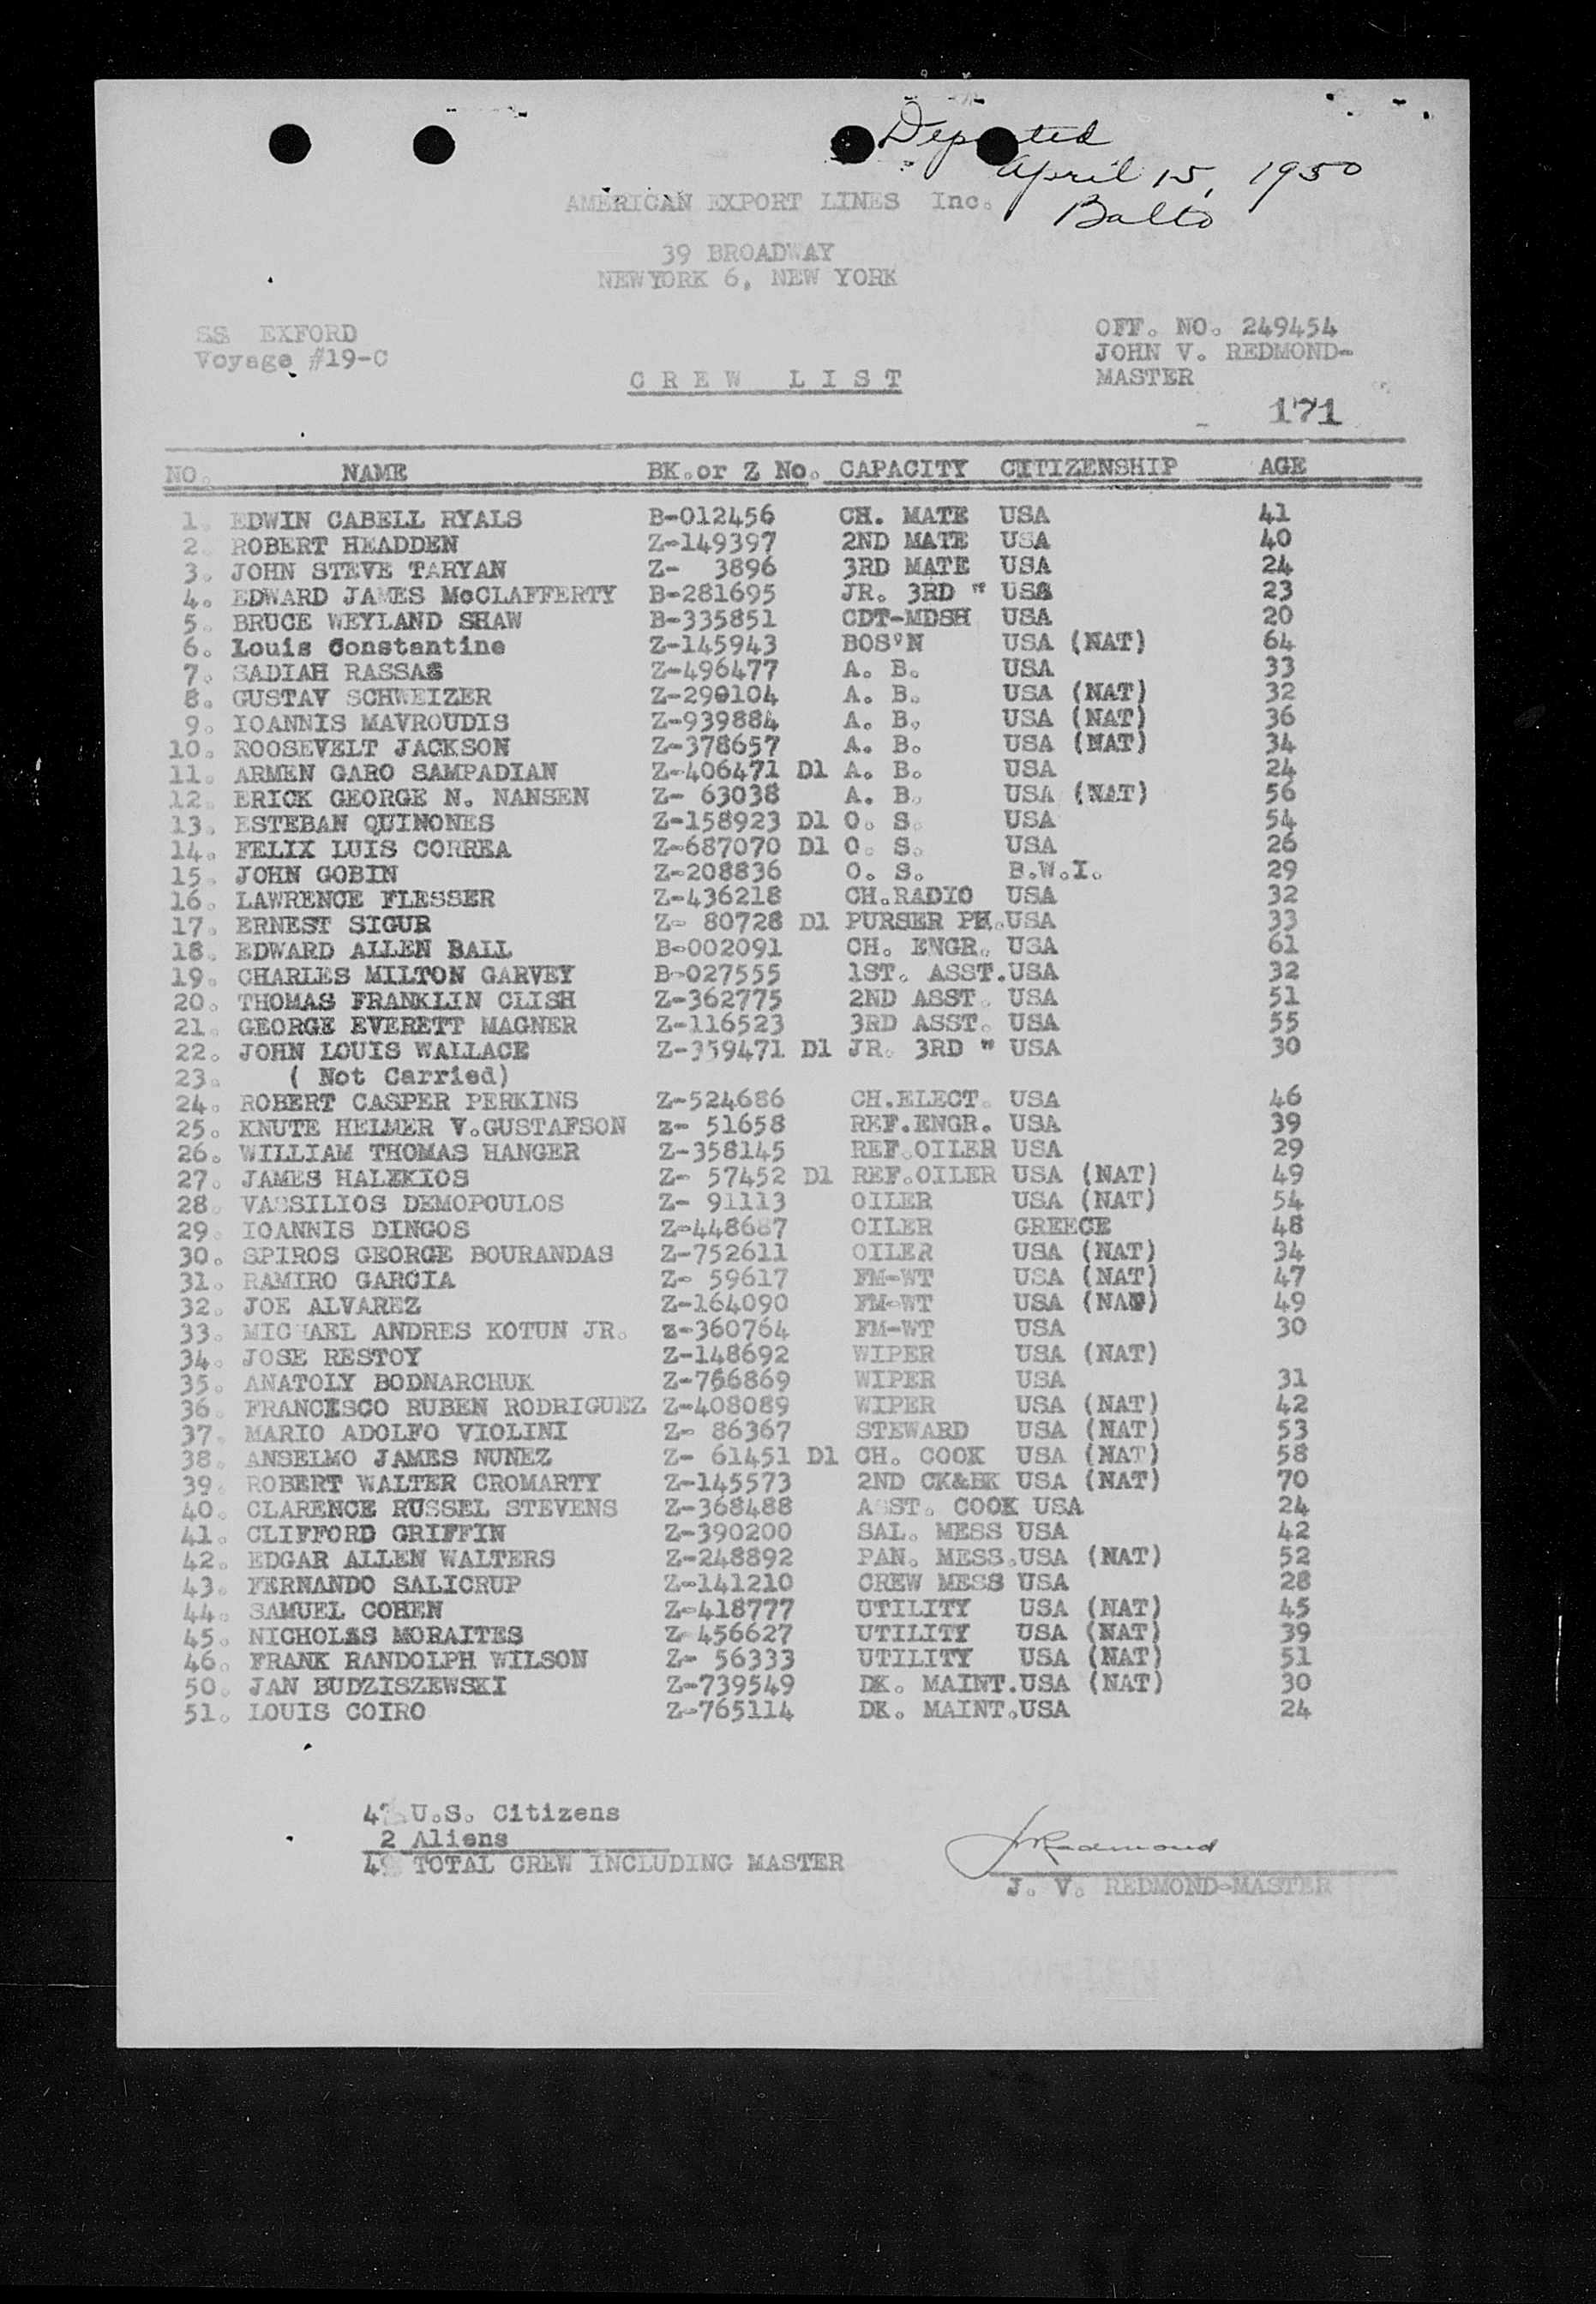 Departed
April 15, 1950
Balto
AMERICAN EXPORT LINES Inc.
39 BROADWAY
NEWYORK 6, NEW YORK
SS EXFORD
Voyage #19-C
OFF. NO. 249454
JOHN V. REDMOND-
MASTER
CREW LIST
171
NO. NAME BK.or Z No. CAPACITY CITIZENSHIP AGE
1. EDWIN CABELL RYALS B-012456 CH. MATE USA 41
2. ROBERT HEADDEN Z-149397 2ND MATE USA 40
3. JOHN STEVE TARYAN Z- 3896 3RD MATE USA 24
4. EDWARD JAMES McCLAFFERTY B-281695 JR. 3RD " USA 23
5. BRUCE WEYLAND SHAW B-335851 CDT-MDSH USA 20
6. Louis Constantine Z-145943 BOS'N USA (NAT) 64
7. SADIAH RASSAS Z-496477 A. B. USA 33
8. GUSTAV SCHWEIZER Z-290104 A. B. USA (NAT) 32
9. IOANNIS MAVROUDIS Z-939884 A. B. USA (NAT) 36
10. ROOSEVELT JACKSON Z-378657 A. B. USA (NAT) 34
11. ARMEN GARO SAMPADIAN Z-406471 D1 A. B. USA 24
12. ERICK GEORGE N. NANSEN Z- 63038 A. B. USA (NAT) 56
13. ESTEBAN QUINONES Z-158923 D1 O. S. USA 54
14. FELIX LUIS CORREA Z-687070 D1 O. S. USA 26
15. JOHN GOBIN Z-208836 O. S. B.W.I. 29
16. LAWRENCE FLESSER Z-436218 CH.RADIO USA 32
17. ERNEST SIGUR Z- 80728 D1 PURSER PH.USA 33
18. EDWARD ALLEN BALL B-002091 CH. ENGR. USA 61
19. CHARLES MILTON GARVEY B-027555 1ST. ASST.USA 32
20. THOMAS FRANKLIN CLISH Z-362775 2ND ASST. USA 51
21. GEORGE EVERETT MAGNER Z-116523 3RD ASST. USA 55
22. JOHN LOUIS WALLACE Z-359471 D1 JR. 3RD " USA 30
23. ( Not Carried)
24. ROBERT CASPER PERKINS Z-524686 CH.ELECT. USA 46
25. KNUTE HELMER V.GUSTAFSON z- 51658 REF.ENGR. USA 39
26. WILLIAM THOMAS HANGER Z-358145 REF.OILER USA 29
27. JAMES HALEKIOS Z- 57452 D1 REF.OILER USA (NAT) 49
28. VASSILIOS DEMOPOULOS Z- 91113 OILER USA (NAT) 54
29. IOANNIS DINGOS Z-448687 OILER GREECE 48
30. SPIROS GEORGE BOURANDAS Z-752611 OILER USA (NAT) 34
31. RAMIRO GARCIA Z- 59617 FM-WT USA (NAT) 47
32. JOE ALVAREZ Z-164090 FM-WT USA (NAT) 49
33. MICHAEL ANDRES KOTUN JR. z-360764 FM-WT USA 30
34. JOSE RESTOY Z-148692 WIPER USA (NAT)
35. ANATOLY BODNARCHUK Z-766869 WIPER USA 31
36. FRANCISCO RUBEN RODRIGUEZ Z-408089 WIPER USA (NAT) 42
37. MARIO ADOLFO VIOLINI Z- 86367 STEWARD USA (NAT) 53
38. ANSELMO JAMES NUNEZ Z- 61451 D1 CH. COOK USA (NAT) 58
39. ROBERT WALTER CROMARTY Z-145573 2ND CK&BK USA (NAT) 70
40. CLARENCE RUSSEL STEVENS Z-368488 ASST. COOK USA 24
41. CLIFFORD GRIFFIN Z-390200 SAL. MESS USA 42
42. EDGAR ALLEN WALTERS Z-248892 PAN. MESS.USA (NAT) 52
43. FERNANDO SALICRUP Z-141210 CREW MESS USA 28
44. SAMUEL COHEN Z-418777 UTILITY USA (NAT) 45
45. NICHOLAS MORAITES Z-456627 UTILITY USA (NAT) 39
46. FRANK RANDOLPH WILSON Z- 56333 UTILITY USA (NAT) 51
50. JAN BUDZISZEWSKI Z-739549 DK. MAINT.USA (NAT) 30
51. LOUIS COIRO Z-765114 DK. MAINT.USA 24
U.S. Citizens
2 Aliens
TOTAL CREW INCLUDING MASTER
JVRedmond
J. V. REDMOND-MASTER